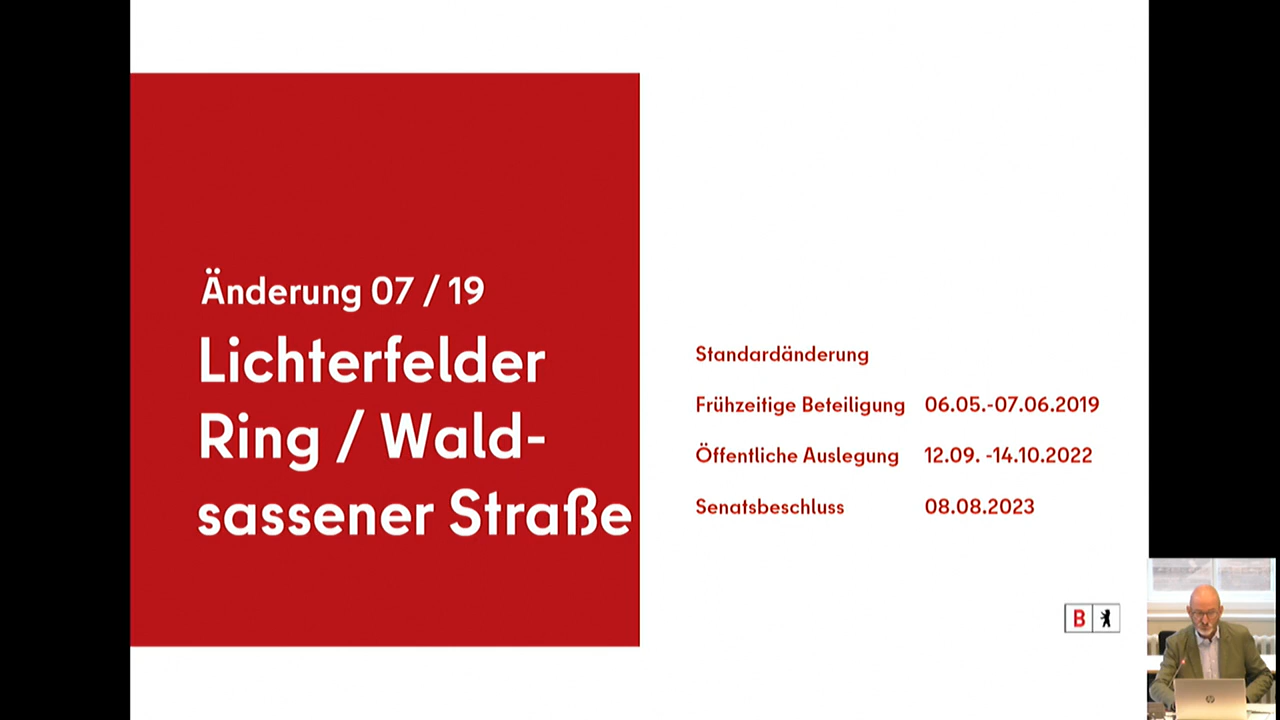 Änderung 07 / 19
Lichterfelder
Ring / Wald-
sassener Straße
Standardänderung
Frühzeitige Beteiligung 06.05.-07.06.2019
Öffentliche Auslegung 12.09. -14.10.2022
Senatsbeschluss 08.08.2023
B
hp